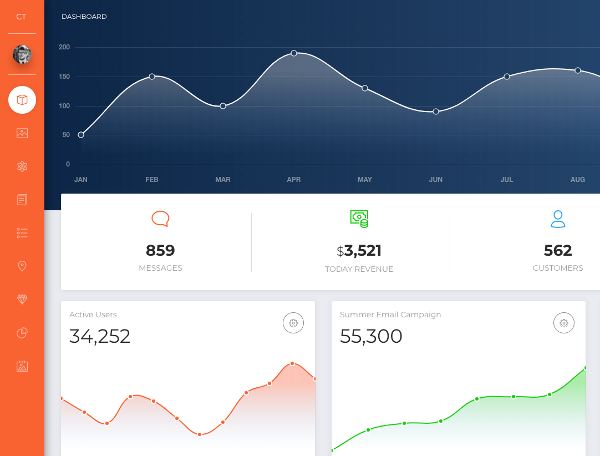 CT
DASHBOARD
200
150
100
50
0
JAN FEB MAR APR MAY JUN JUL AUG
859 $3,521 562
MESSAGES TODAY REVENUE CUSTOMERS
Active Users Summer Email Campaign
34,252 55,300